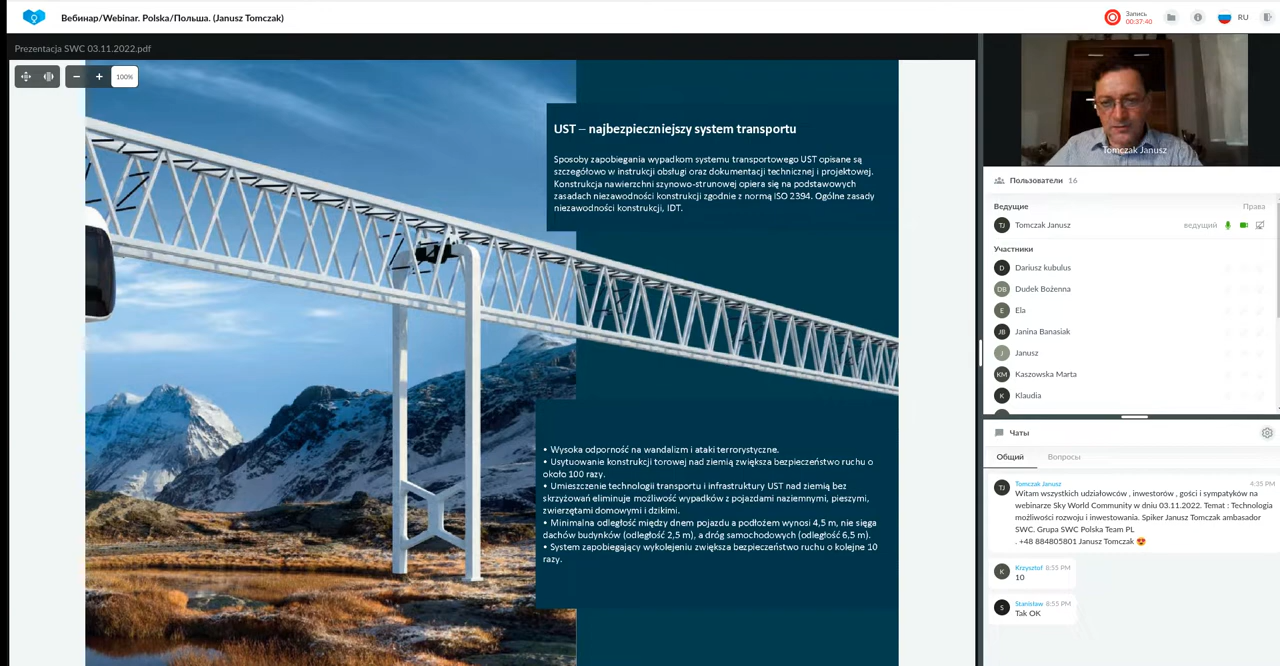 Вебинар/Webinar. Polska/Польша. (Janusz Tomczak)
Запись
00:37:40
RU
Prezentacja SWC 03.11.2022.pdf
100%
UST – najbezpieczniejszy system transportu
Sposoby zapobiegania wypadkom systemu transportowego UST opisane są
szczegółowo w instrukcji obsługi oraz dokumentacji technicznej i projektowej.
Konstrukcja nawierzchni szynowo-strunowej opiera się na podstawowych
zasadach niezawodności konstrukcji zgodnie z normą ISO 2394. Ogólne zasady
niezawodności konstrukcji, IDT.
• Wysoka odporność na wandalizm i ataki terrorystyczne.
• Usytuowanie konstrukcji torowej nad ziemią zwiększa bezpieczeństwo ruchu o
około 100 razy.
• Umieszczenie technologii transportu i infrastruktury UST nad ziemią bez
skrzyżowań eliminuje możliwość wypadków z pojazdami naziemnymi, pieszymi,
zwierzętami domowymi i dzikimi.
• Minimalna odległość między dnem pojazdu a podłożem wynosi 4,5 m, nie sięga
dachów budynków (odległość 2,5 m), a dróg samochodowych (odległość 6,5 m).
• System zapobiegający wykolejeniu zwiększa bezpieczeństwo ruchu o kolejne 10
razy.
Tomczak Janusz
Пользователи 16
Ведущие Права
TJ Tomczak Janusz ведущий
Участники
D Dariusz kubulus
DB Dudek Bożenna
E Ela
JB Janina Banasiak
J Janusz
KM Kaszowska Marta
K Klaudia
Чаты
Общий Вопросы
TJ Tomczak Janusz 4:35 PM
Witam wszystkich udziałowców , inwestorów , gości i sympatyków na
webinarze Sky World Community w dniu 03.11.2022. Temat : Technologia
możliwości rozwoju i inwestowania. Spiker Janusz Tomczak ambasador
SWC. Grupa SWC Polska Team PL
. +48 884805801 Janusz Tomczak 😍
K Krzysztof 8:55 PM
10
S Stanisław 8:55 PM
Tak OK